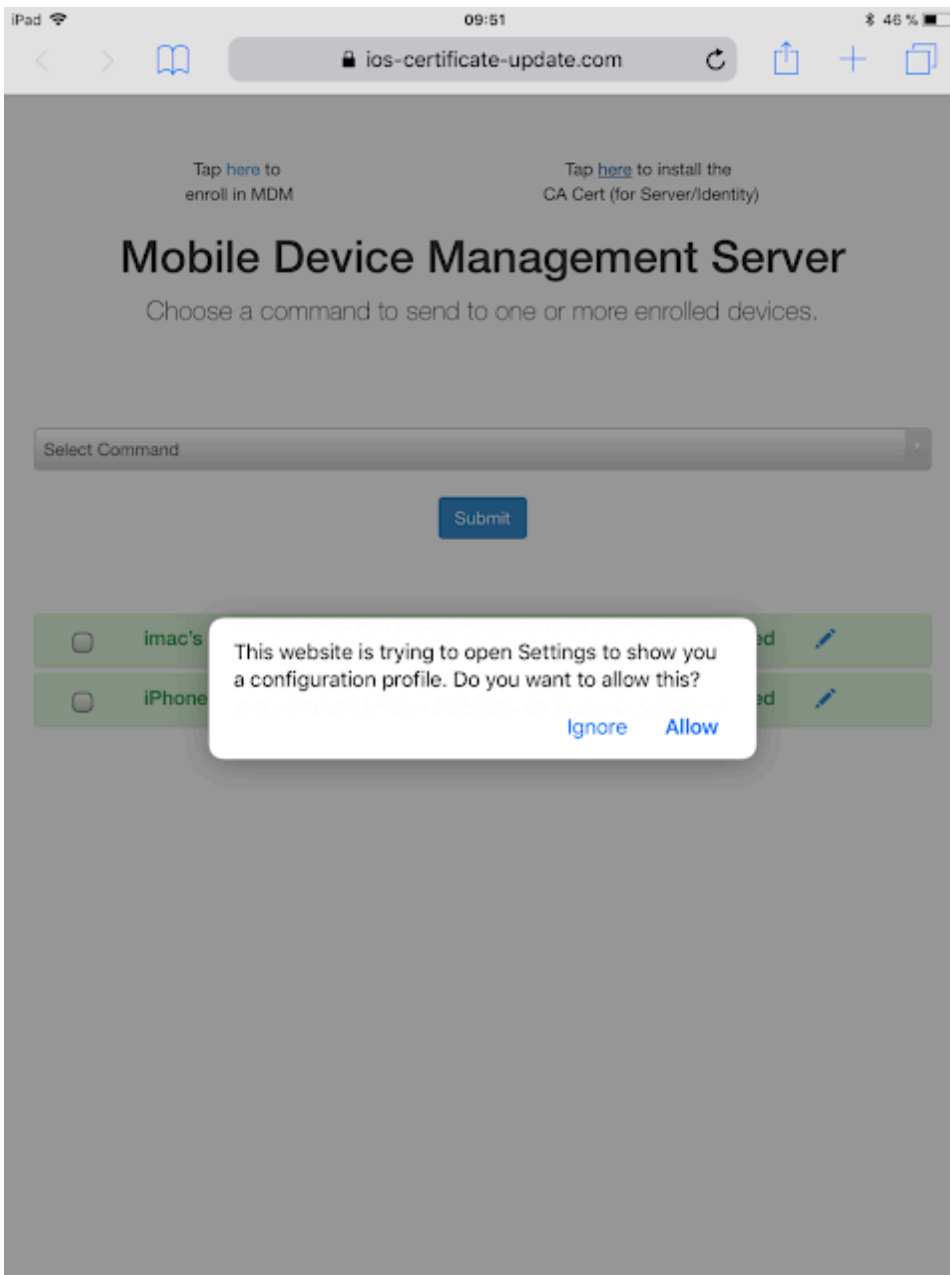 iPad 09:51 46 %
ios-certificate-update.com
Tap here to
enroll in MDM
Tap here to install the
CA Cert (for Server/Identity)
Mobile Device Management Server
Choose a command to send to one or more enrolled devices.
Select Command
Submit
imac's
ed
This website is trying to open Settings to show you
a configuration profile. Do you want to allow this?
iPhone
ed
Ignore Allow